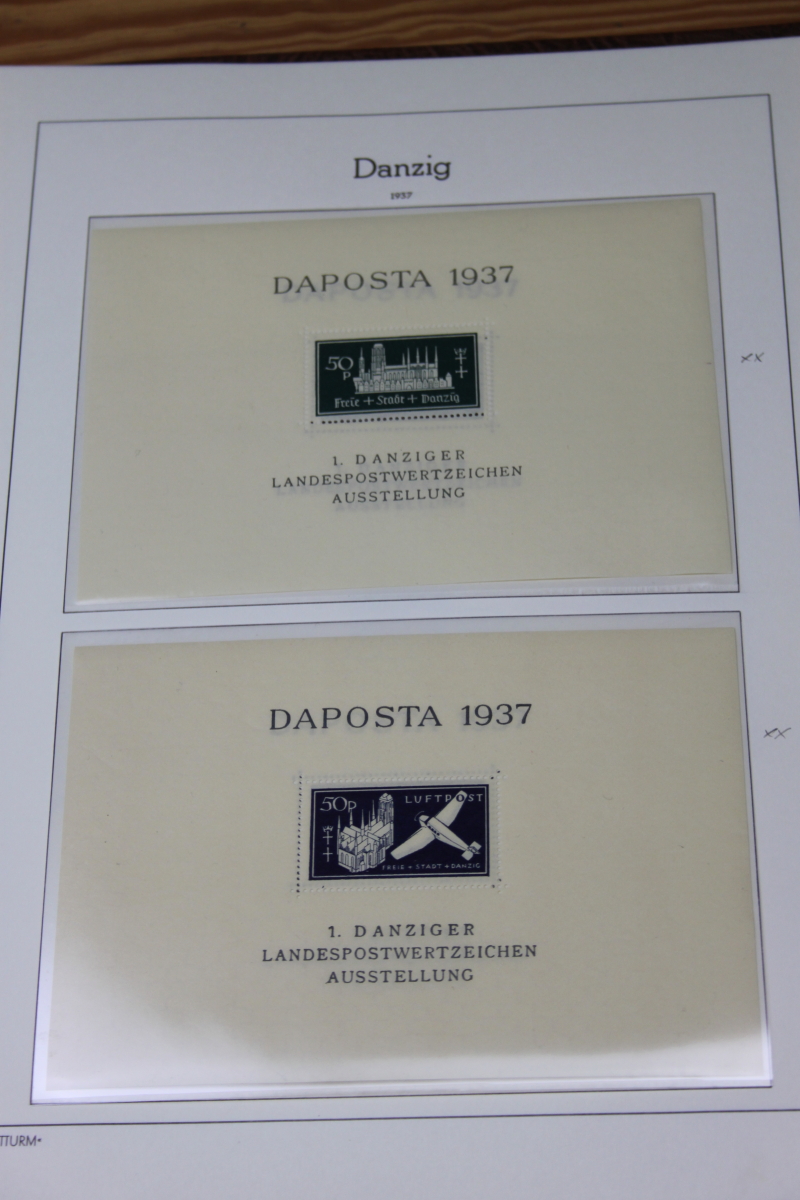 Danzig
1937
DAPOSTA 1937
50
P
Freie + Stadt + Danzig
1. DANZIGER
LANDESPOSTWERTZEICHEN
AUSSTELLUNG
xx
DAPOSTA 1937
50P
LUFTPOST
FREIE + STADT + DANZIG
1. DANZIGER
LANDESPOSTWERTZEICHEN
AUSSTELLUNG
xx
TTURM